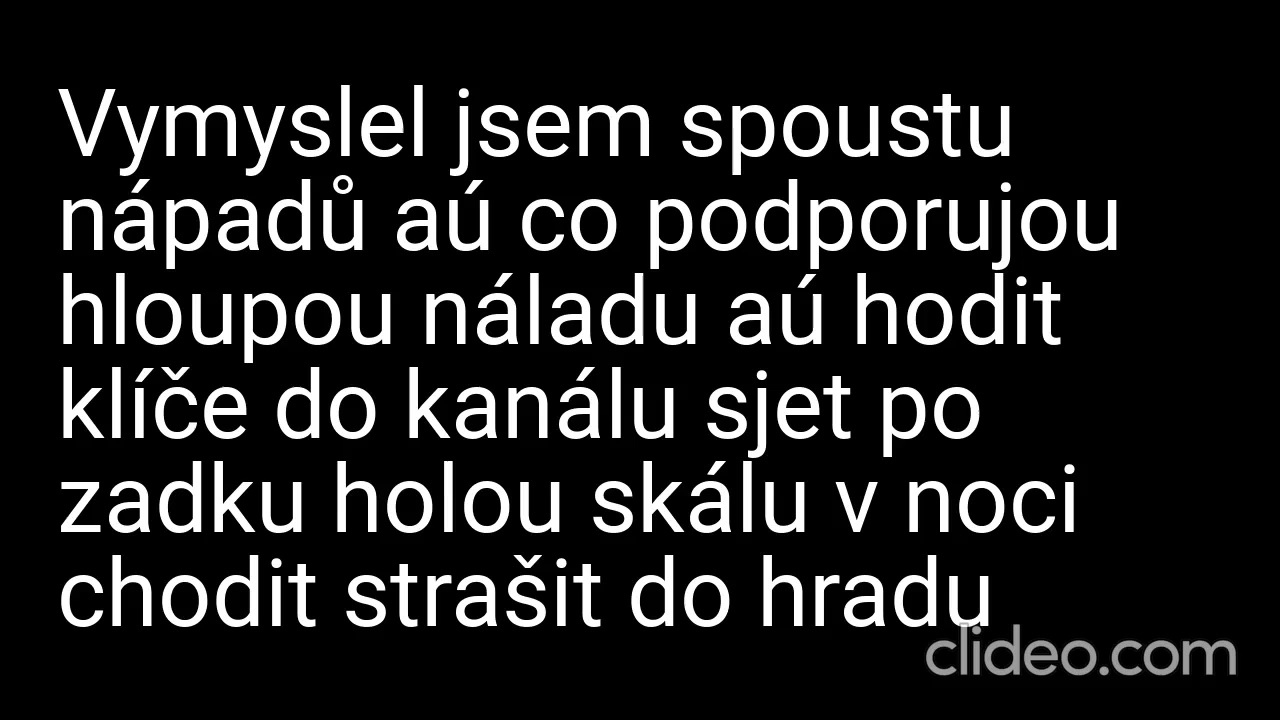 Vymyslel jsem spoustu
nápadů aú co podporujou
hloupou náladu aú hodit
klíče do kanálu sjet po
zadku holou skálu v noci
chodit strašit do hradu
clideo.com